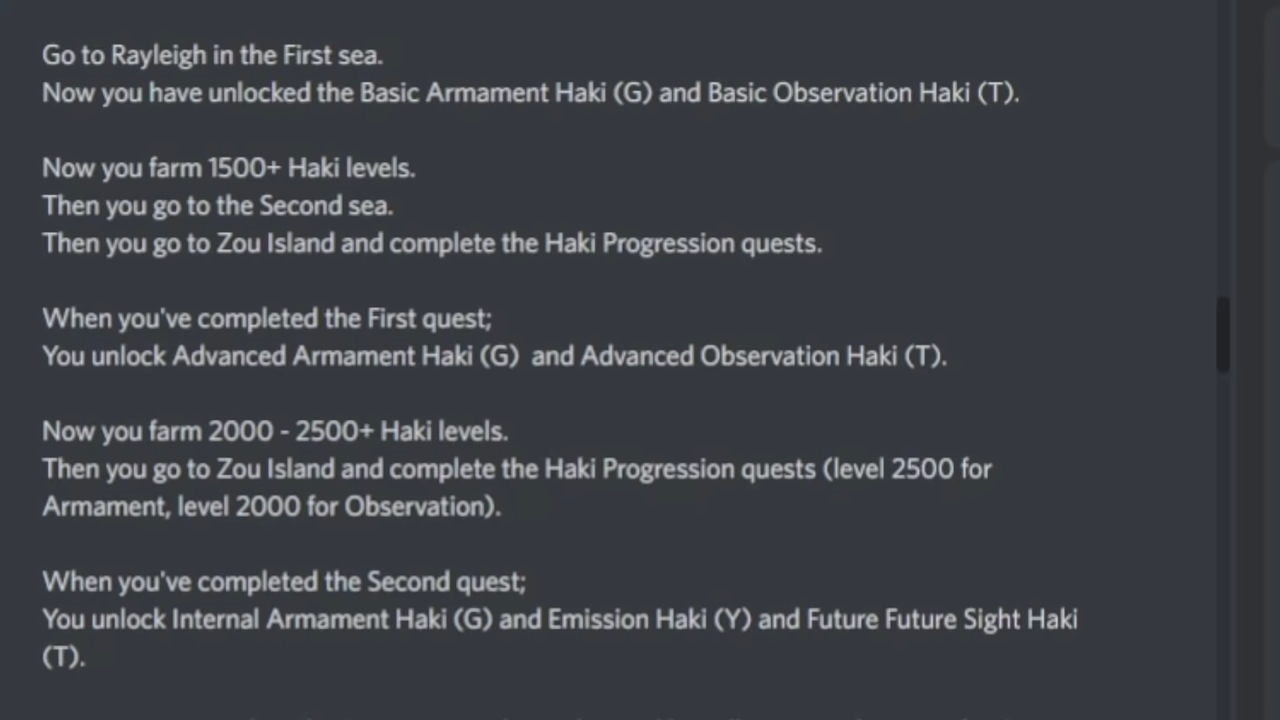 Go to Rayleigh in the First sea.
Now you have unlocked the Basic Armament Haki (G) and Basic Observation Haki (T).
Now you farm 1500+ Haki levels.
Then you go to the Second sea.
Then you go to Zou Island and complete the Haki Progression quests.
When you've completed the First quest;
You unlock Advanced Armament Haki (G)  and Advanced Observation Haki (T).
Now you farm 2000 - 2500+ Haki levels.
Then you go to Zou Island and complete the Haki Progression quests (level 2500 for
Armament, level 2000 for Observation).
When you've completed the Second quest;
You unlock Internal Armament Haki (G) and Emission Haki (Y) and Future Future Sight Haki
(T).